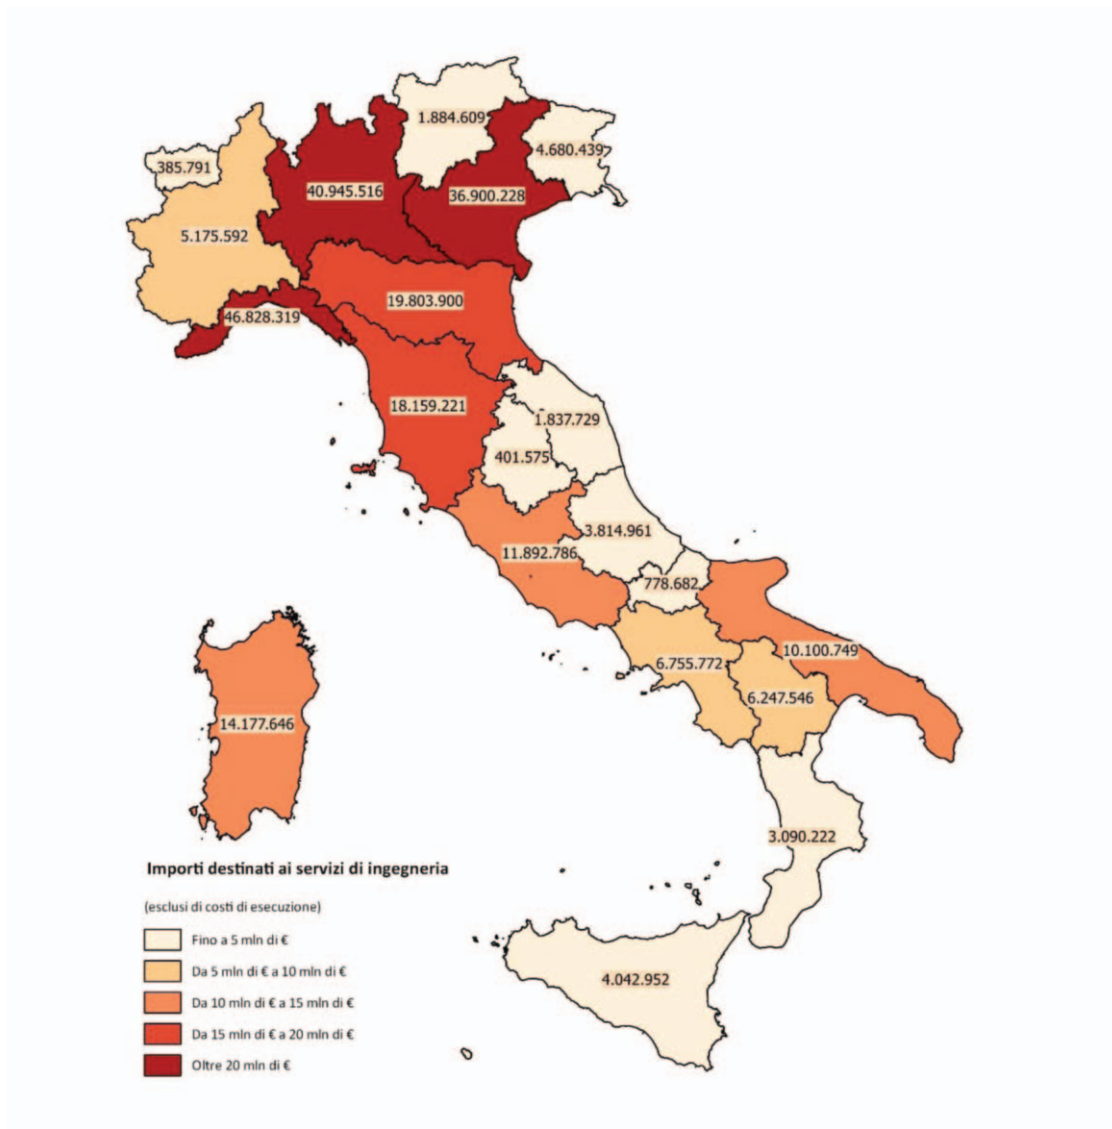 1.884.609
4.680.439
385.791
40.945.516
36.900.228
5.175.592
19.803.900
46.828.319
18.159.221
1.837.729
401.575
3.814.961
11.892.786
778.682
10.100.749
6.755.772
6.247.546
14.177.646
3.090.222
Importi destinati ai servizi di ingegneria
(esclusi di costi di esecuzione)
Fino a 5 mln di €
Da 5 mln di € a 10 mln di €
4.042.952
Da 10 mln di € a 15 mln di €
Da 15 mln di € a 20 mln di €
Oltre 20 mln di €